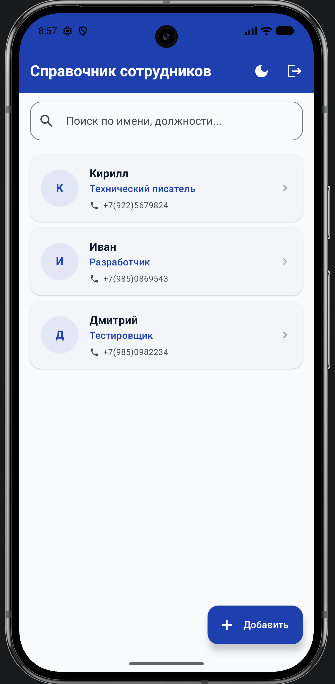 8:57
Справочник сотрудников
Поиск по имени, должности...
К
Кирилл
Технический писатель
+7(922)5679824
И
Иван
Разработчик
+7(985)0869543
Д
Дмитрий
Тестировщик
+7(985)0982234
Добавить